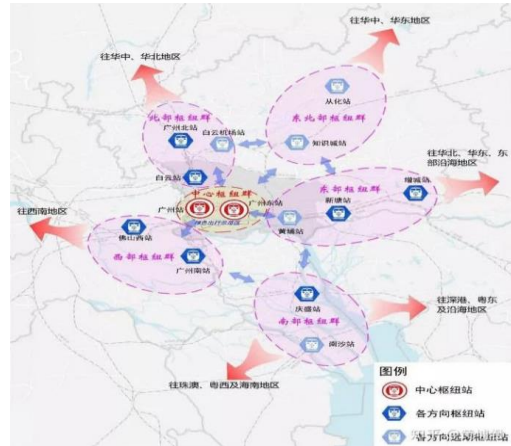 往华中、华东地区
往华中、华北地区
从化站
北部枢纽群
东北部枢纽群
广州北站
白云机场站
知识城站
往华北、华东、东
部沿海地区
白云站
东部枢纽群
增城站
中心枢纽群
广州站
广州东站
新塘站
往西南地区
黄埔站
佛山西站
西部枢纽群
广州南站
往深港、粤东
及沿海地区
庆盛站
南部枢纽群
南沙站
图例
往珠澳、粤西及海南地区
中心枢纽站
各方向枢纽站